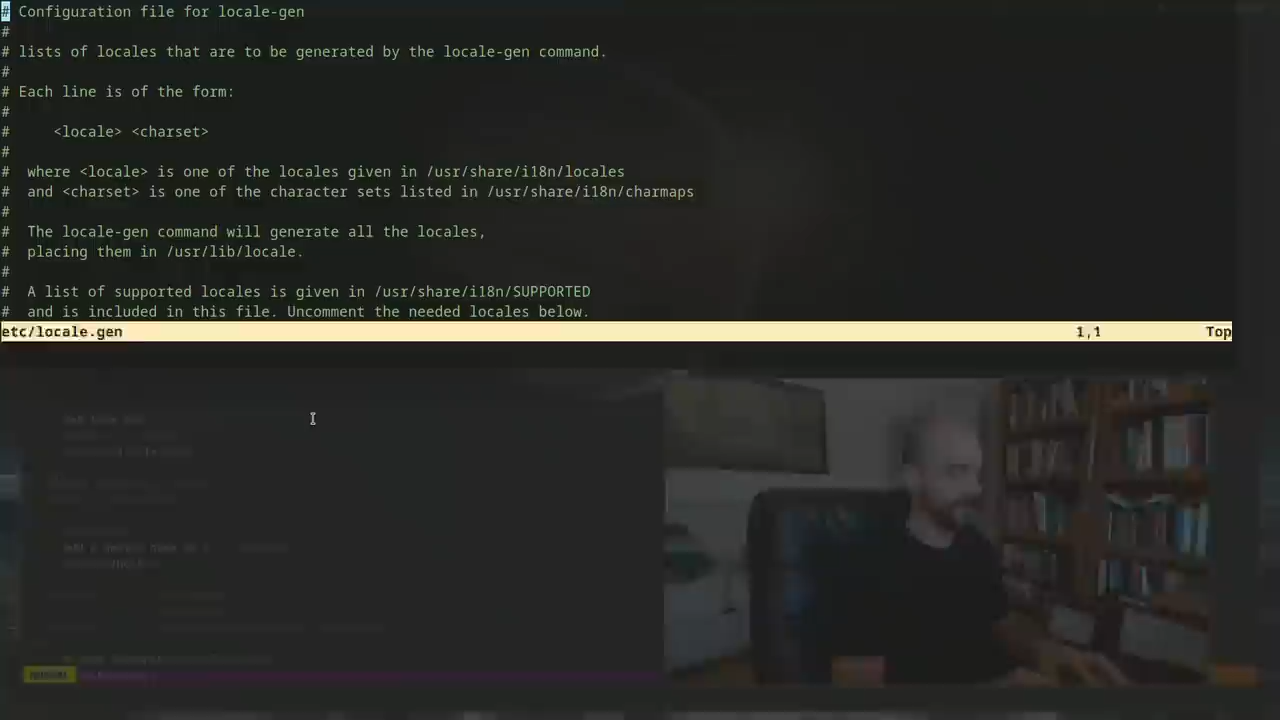 # Configuration file for locale-gen
#
# lists of locales that are to be generated by the locale-gen command.
#
# Each line is of the form:
#
#     <locale> <charset>
#
#  where <locale> is one of the locales given in /usr/share/i18n/locales
#  and <charset> is one of the character sets listed in /usr/share/i18n/charmaps
#
#  The locale-gen command will generate all the locales,
#  placing them in /usr/lib/locale.
#
#  A list of supported locales is given in /usr/share/i18n/SUPPORTED
#  and is included in this file. Uncomment the needed locales below.
etc/locale.gen 1,1 Top